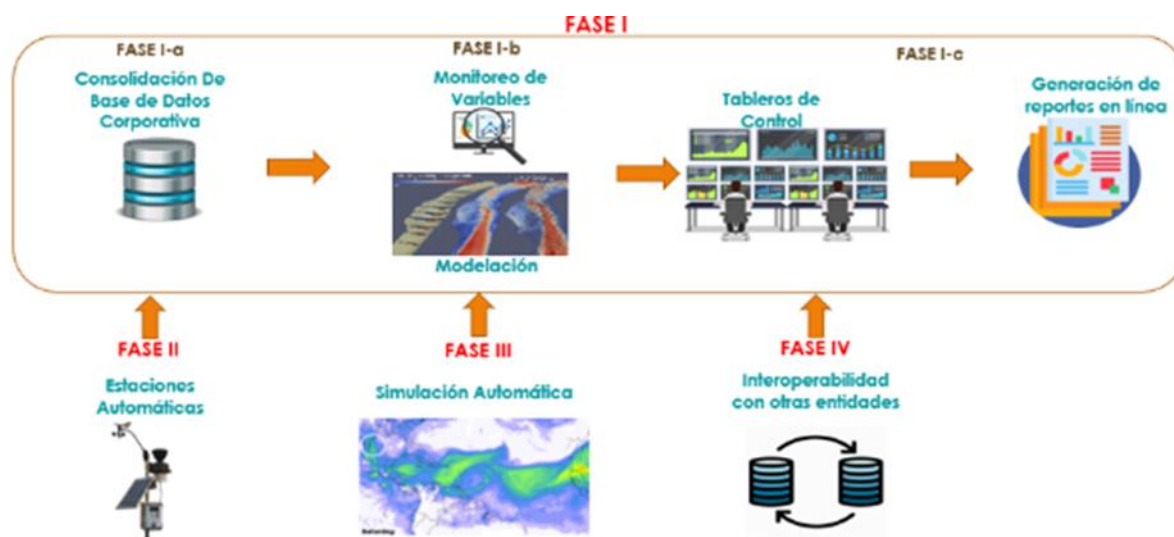 FASE I
FASE I-a
Consolidación De
Base de Datos
Corporativa
FASE I-b
Monitoreo de
Variables
Modelación
FASE I-c
Tableros de
Control
Generación de
reportes en línea
FASE II
Estaciones
Automáticas
FASE III
Simulación Automática
FASE IV
Interoperabilidad
con otras entidades